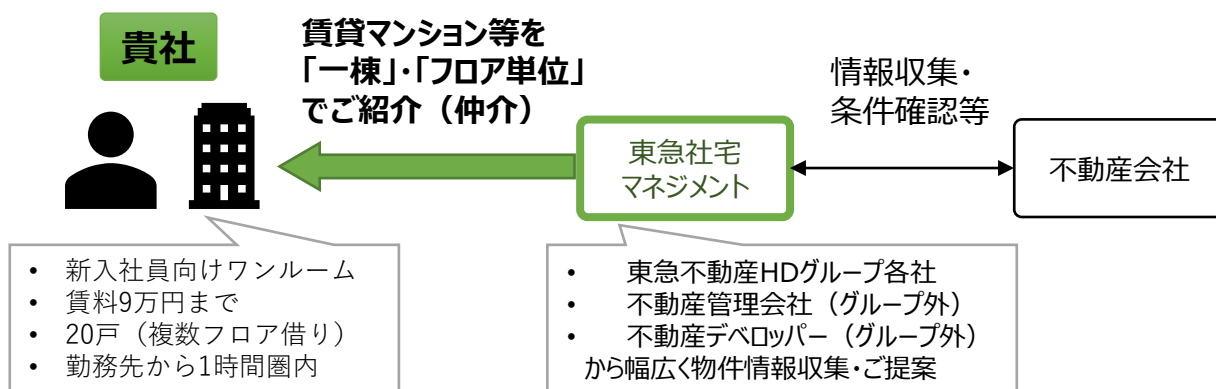 貴社
賃貸マンション等を
「一棟」・「フロア単位」
でご紹介（仲介）
情報収集・
条件確認等
東急社宅
マネジメント
不動産会社
• 新入社員向けワンルーム
• 賃料9万円まで
• 20戸（複数フロア借り）
• 勤務先から1時間圏内
• 東急不動産HDグループ各社
• 不動産管理会社（グループ外）
• 不動産デベロッパー（グループ外）
から幅広く物件情報収集・ご提案